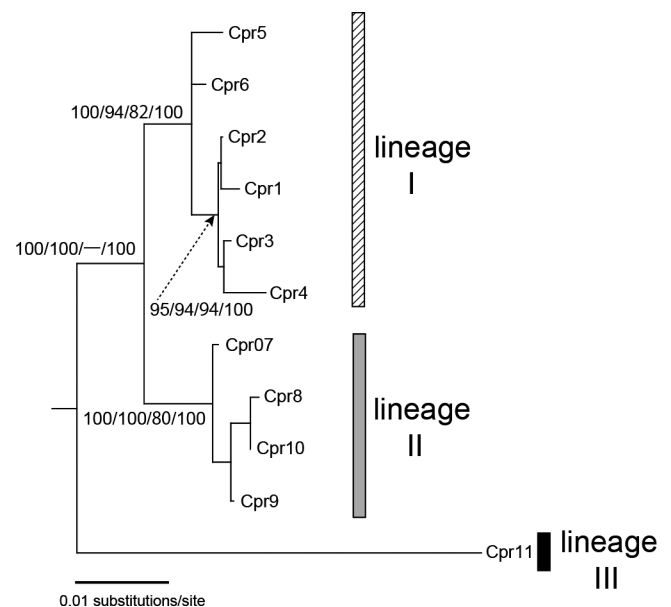 Cpr5
Cpr6
100/94/82/100
Cpr2
lineage
I
Cpr1
Cpr3
100/100/—/100
Cpr4
95/94/94/100
Cpr07
Cpr8
lineage
II
100/100/80/100
Cpr10
Cpr9
Cpr11
lineage
III
0.01 substitutions/site